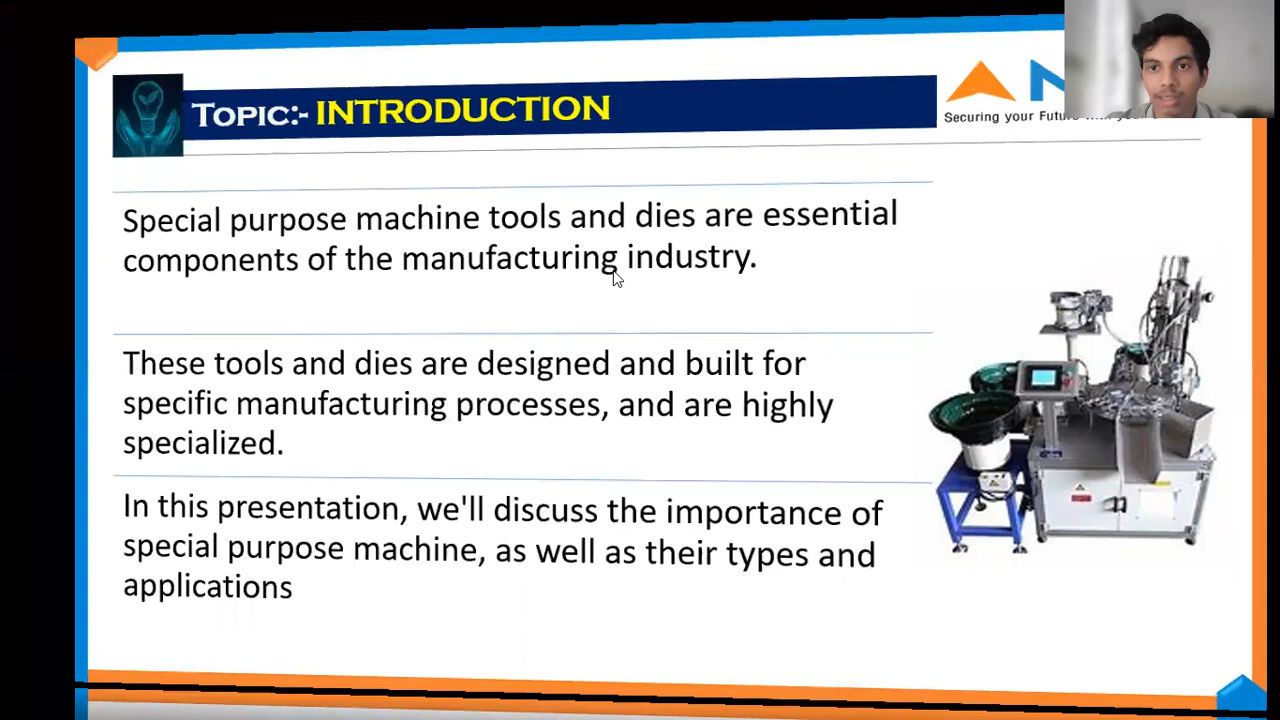 Topic:- INTRODUCTION
Securing your Future
Special purpose machine tools and dies are essential
components of the manufacturing industry.
These tools and dies are designed and built for
specific manufacturing processes, and are highly
specialized.
In this presentation, we'll discuss the importance of
special purpose machine, as well as their types and
applications